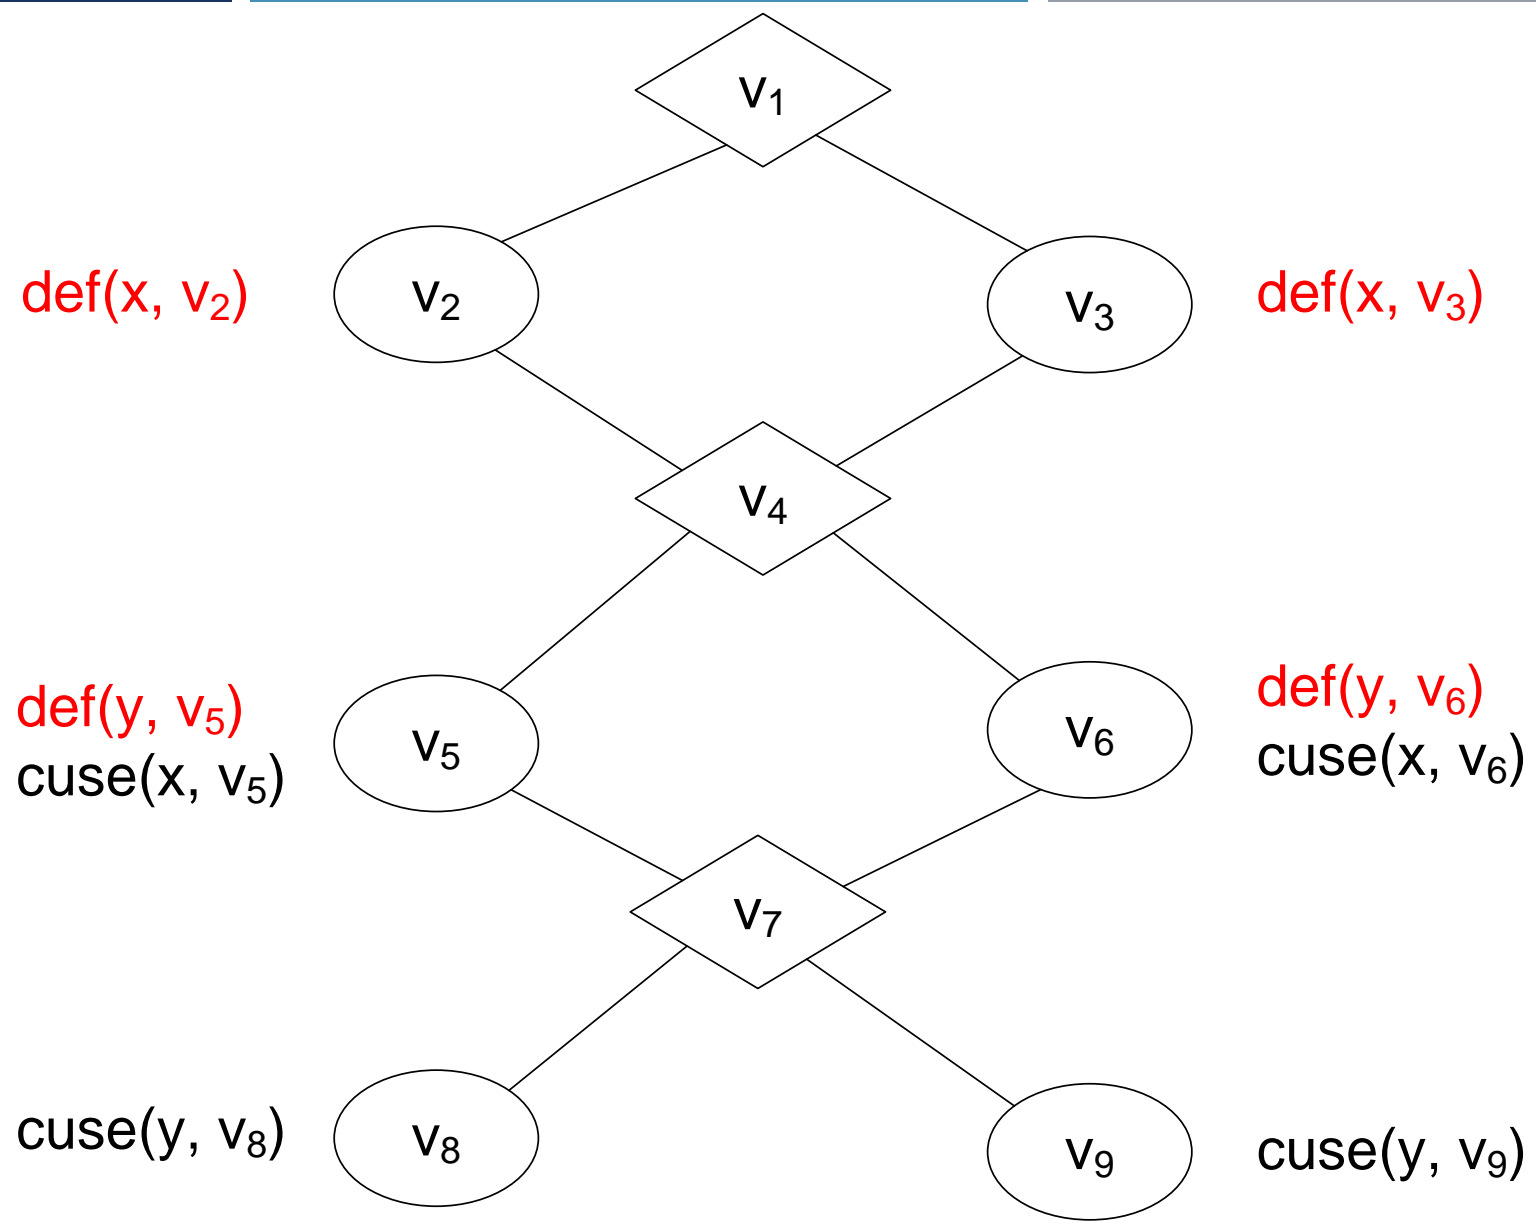 v₁
def(x, v₂)
v₂
v₃
def(x, v₃)
v₄
def(y, v₅)
cuse(x, v₅)
v₅
v₆
def(y, v₆)
cuse(x, v₆)
v₇
cuse(y, v₈)
v₈
v₉
cuse(y, v₉)